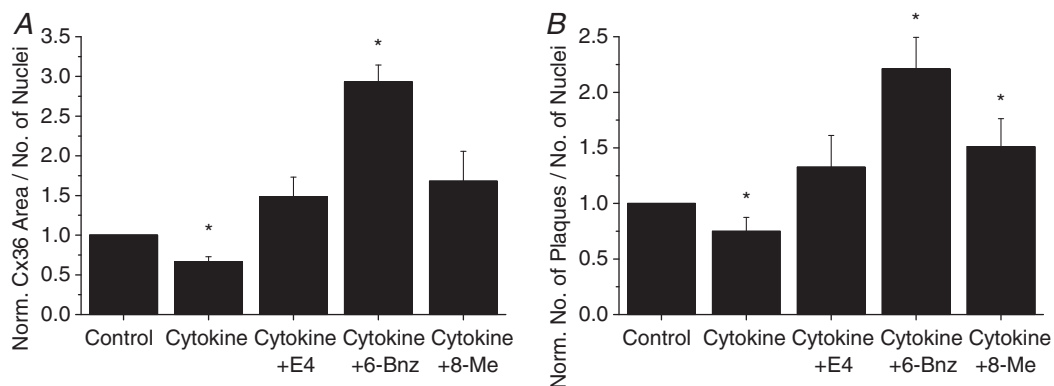 A
Norm. Cx36 Area / No. of Nuclei
3.5
3.0
2.5
2.0
1.5
1.0
0.5
0.0
*
*
Control
Cytokine
Cytokine
+E4
Cytokine
+6-Bnz
Cytokine
+8-Me
B
Norm. No. of Plaques / No. of Nuclei
2.5
2.0
1.5
1.0
0.5
0.0
*
*
*
Control
Cytokine
Cytokine
+E4
Cytokine
+6-Bnz
Cytokine
+8-Me